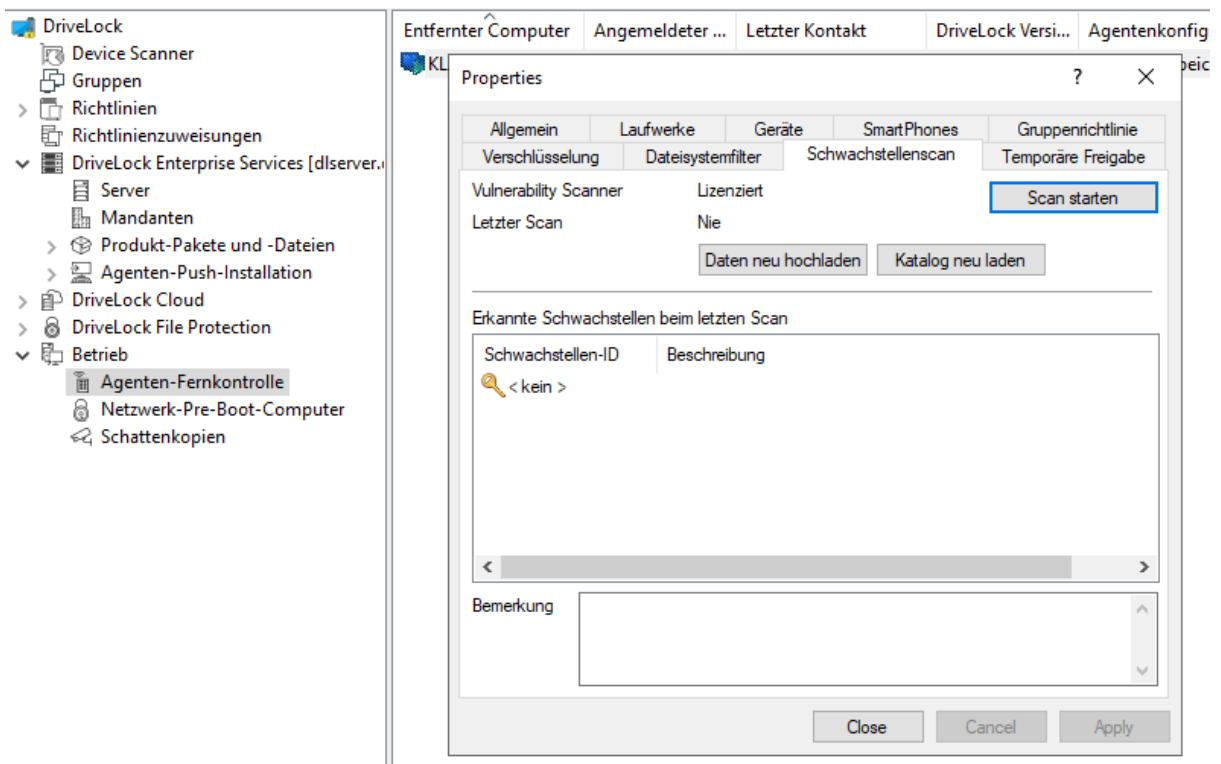 DriveLock
Device Scanner
Gruppen
Richtlinien
Richtlinienzuweisungen
DriveLock Enterprise Services [dlserver.
Server
Mandanten
Produkt-Pakete und -Dateien
Agenten-Push-Installation
DriveLock Cloud
DriveLock File Protection
Betrieb
Agenten-Fernkontrolle
Netzwerk-Pre-Boot-Computer
Schattenkopien
Entfernter Computer Angemeldeter ... Letzter Kontakt DriveLock Versi... Agentenkonfig
KL
Properties
?
Allgemein Laufwerke Geräte SmartPhones Gruppenrichtlinie
Verschlüsselung Dateisystemfilter Schwachstellenscan Temporäre Freigabe
Vulnerability Scanner Lizenziert Scan starten
Letzter Scan Nie
Daten neu hochladen Katalog neu laden
Erkannte Schwachstellen beim letzten Scan
Schwachstellen-ID Beschreibung
< kein >
Bemerkung
Close Cancel Apply